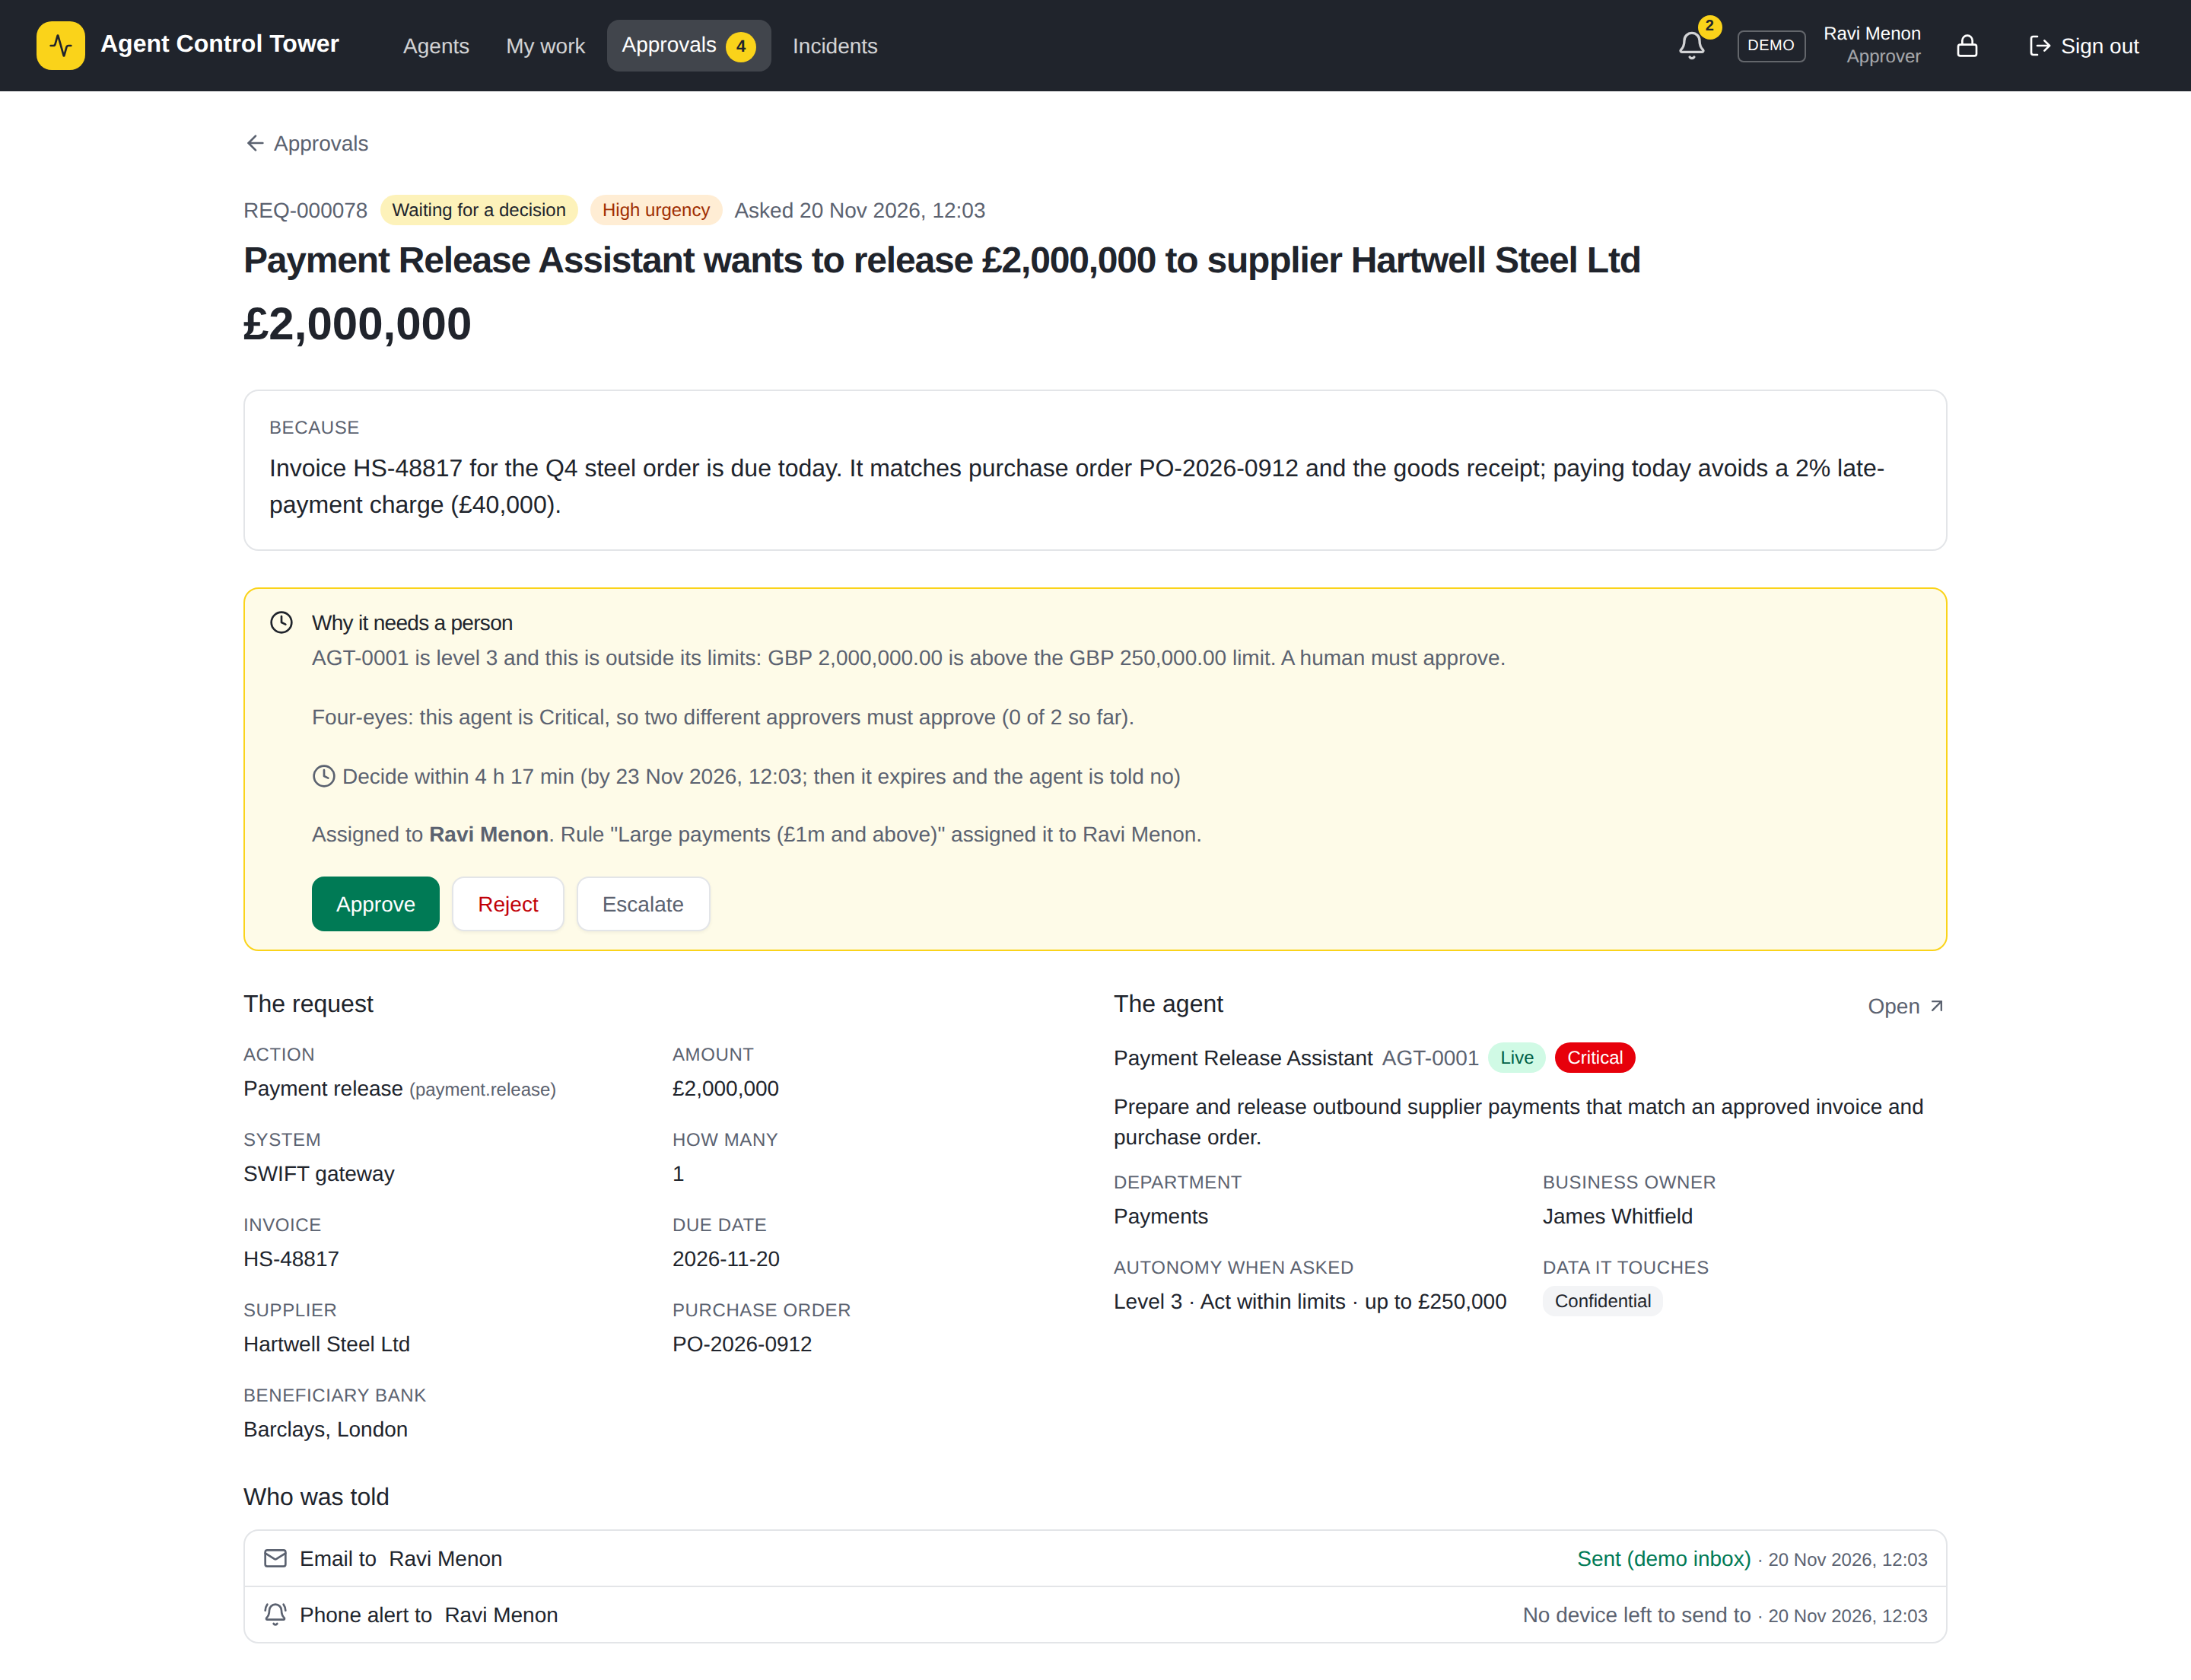 Agent Control Tower
Agents
My work
Approvals 4
Incidents
2
DEMO
Ravi Menon
Approver
Sign out
Approvals
REQ-000078 Waiting for a decision High urgency Asked 20 Nov 2026, 12:03
Payment Release Assistant wants to release £2,000,000 to supplier Hartwell Steel Ltd
£2,000,000
BECAUSE
Invoice HS-48817 for the Q4 steel order is due today. It matches purchase order PO-2026-0912 and the goods receipt; paying today avoids a 2% late-
payment charge (£40,000).
Why it needs a person
AGT-0001 is level 3 and this is outside its limits: GBP 2,000,000.00 is above the GBP 250,000.00 limit. A human must approve.
Four-eyes: this agent is Critical, so two different approvers must approve (0 of 2 so far).
Decide within 4 h 17 min (by 23 Nov 2026, 12:03; then it expires and the agent is told no)
Assigned to Ravi Menon. Rule "Large payments (£1m and above)" assigned it to Ravi Menon.
Approve Reject Escalate
The request
ACTION
Payment release (payment.release)
AMOUNT
£2,000,000
SYSTEM
SWIFT gateway
HOW MANY
1
INVOICE
HS-48817
DUE DATE
2026-11-20
SUPPLIER
Hartwell Steel Ltd
PURCHASE ORDER
PO-2026-0912
BENEFICIARY BANK
Barclays, London
The agent
Open
Payment Release Assistant AGT-0001 Live Critical
Prepare and release outbound supplier payments that match an approved invoice and
purchase order.
DEPARTMENT
Payments
BUSINESS OWNER
James Whitfield
AUTONOMY WHEN ASKED
Level 3 · Act within limits · up to £250,000
DATA IT TOUCHES
Confidential
Who was told
Email to Ravi Menon
Sent (demo inbox) · 20 Nov 2026, 12:03
Phone alert to Ravi Menon
No device left to send to · 20 Nov 2026, 12:03